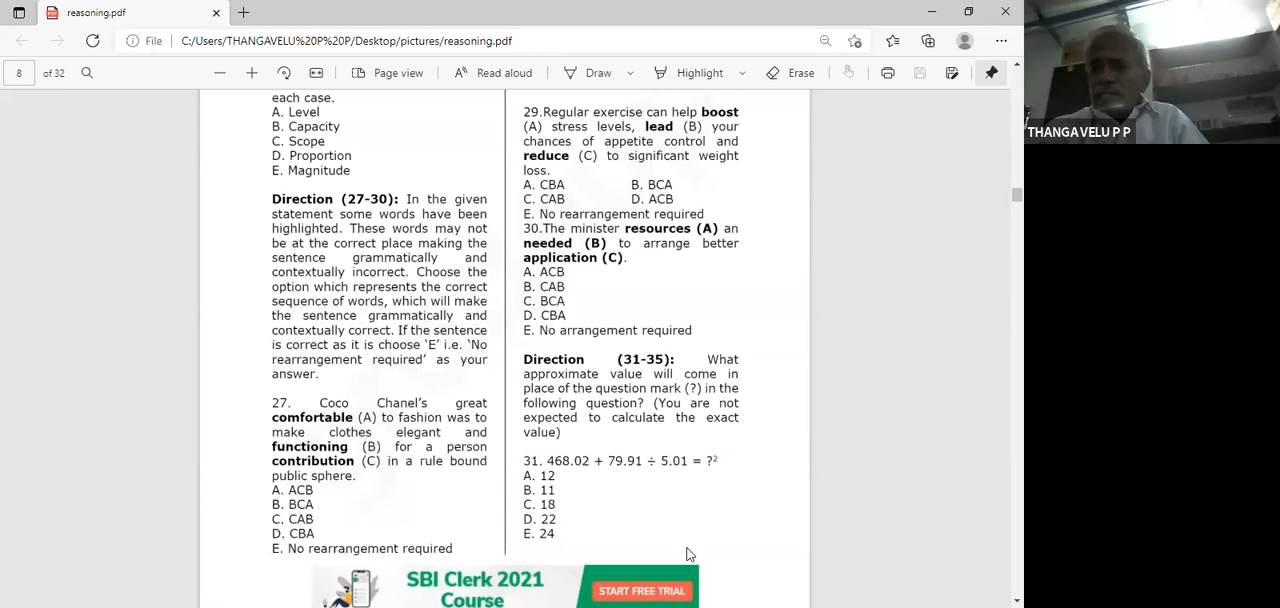 reasoning.pdf
File
C:/Users/THANGAVELU%20P%20P/Desktop/pictures/reasoning.pdf
8 of 32
Page view
Read aloud
Draw
Highlight
Erase
THANGAVELU P P
each case.
A. Level
B. Capacity
C. Scope
D. Proportion
E. Magnitude
Direction (27-30): In the given
statement some words have been
highlighted. These words may not
be at the correct place making the
sentence grammatically and
contextually incorrect. Choose the
option which represents the correct
sequence of words, which will make
the sentence grammatically and
contextually correct. If the sentence
is correct as it is choose ‘E’ i.e. ‘No
rearrangement required’ as your
answer.
27. Coco Chanel’s great
comfortable (A) to fashion was to
make clothes elegant and
functioning (B) for a person
contribution (C) in a rule bound
public sphere.
A. ACB
B. BCA
C. CAB
D. CBA
E. No rearrangement required
29.Regular exercise can help boost
(A) stress levels, lead (B) your
chances of appetite control and
reduce (C) to significant weight
loss.
A. CBA B. BCA
C. CAB D. ACB
E. No rearrangement required
30.The minister resources (A) an
needed (B) to arrange better
application (C).
A. ACB
B. CAB
C. BCA
D. CBA
E. No arrangement required
Direction (31-35): What
approximate value will come in
place of the question mark (?) in the
following question? (You are not
expected to calculate the exact
value)
31. 468.02 + 79.91 ÷ 5.01 = ?²
A. 12
B. 11
C. 18
D. 22
E. 24
SBI Clerk 2021
Course
START FREE TRIAL